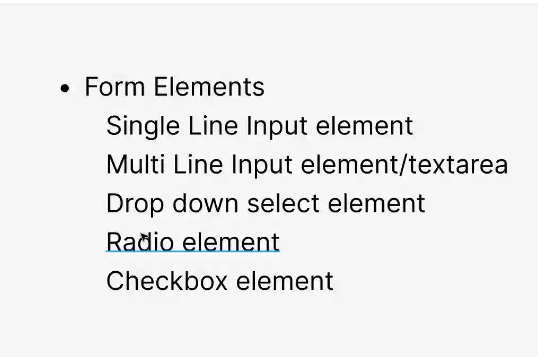 • Form Elements
Single Line Input element
Multi Line Input element/textarea
Drop down select element
Radio element
Checkbox element